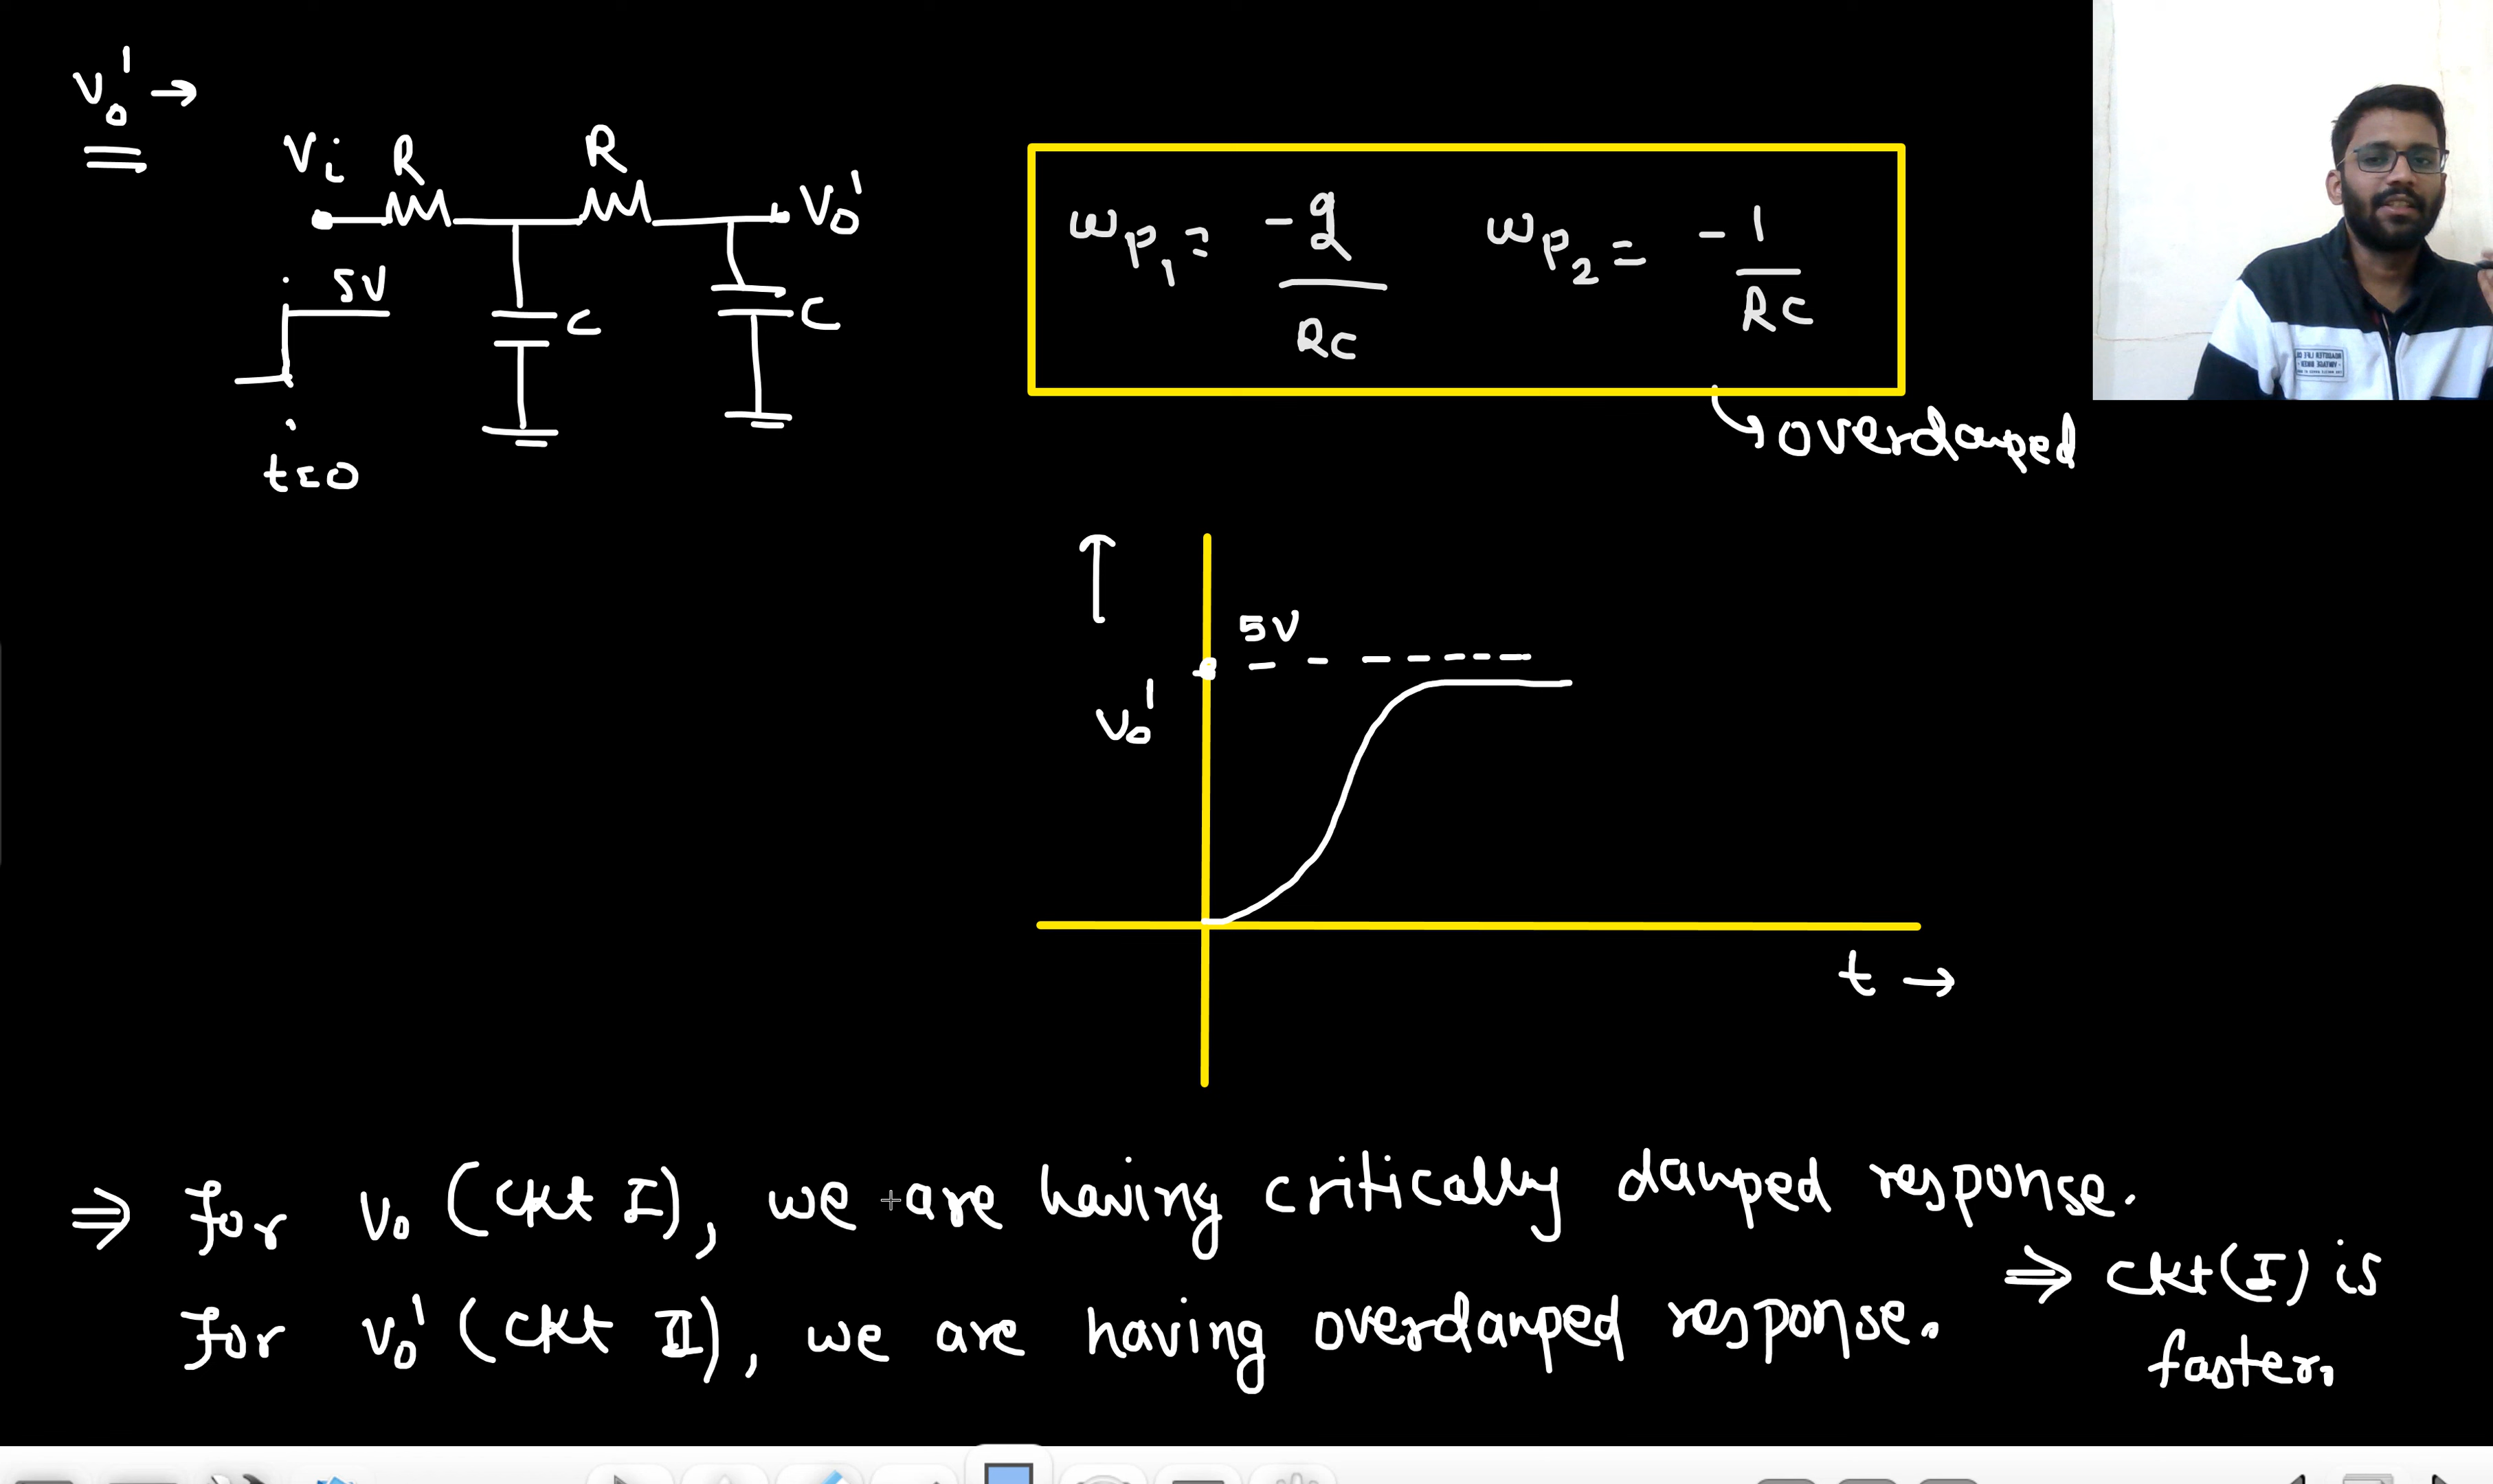 v₀' →
Vi R R V₀'
5V
C C
t=0
ωp₁ = -2/RC ωp₂ = -1/RC
↳ overdamped
↑
5V
v₀'
t →
⇒ for v₀ (ckt I), we are having critically damped response.
for v₀' (ckt II), we are having overdamped response.
⇒ ckt(I) is
faster.